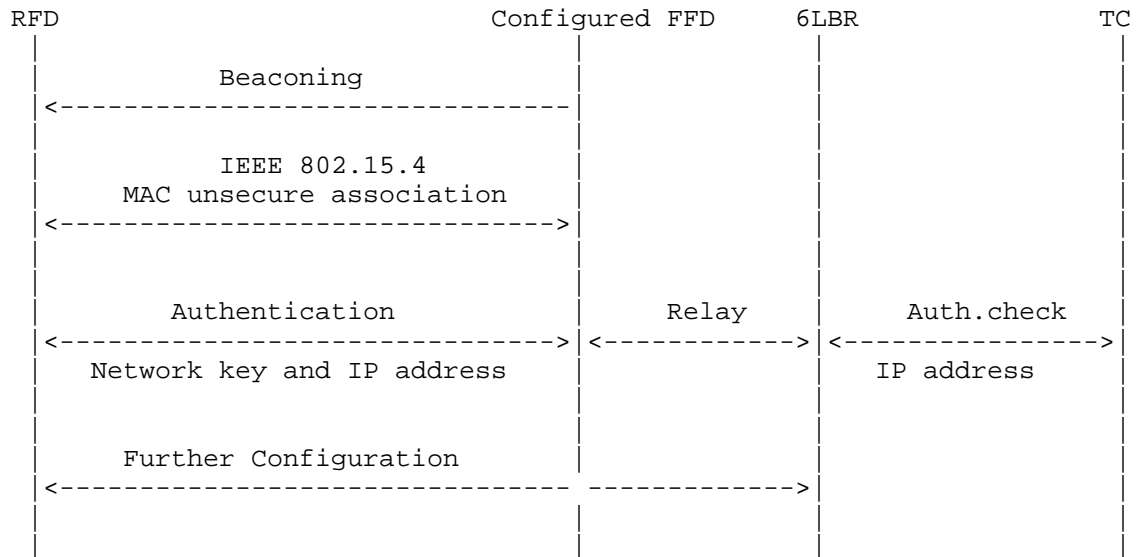 RFD Configured FFD 6LBR TC
Beaconing
IEEE 802.15.4
MAC unsecure association
Authentication Relay Auth.check
Network key and IP address IP address
Further Configuration